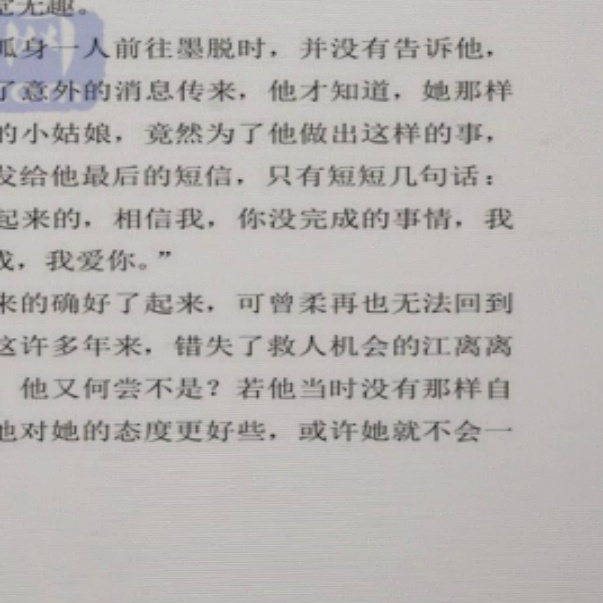 觉无趣。
孤身一人前往墨脱时，并没有告诉他，
了意外的消息传来，他才知道，她那样
的小姑娘，竟然为了他做出这样的事，
发给他最后的短信，只有短短几句话：
起来的，相信我，你没完成的事情，我
成，我爱你。”
来的确好了起来，可曾柔再也无法回到
这许多年来，错失了救人机会的江离离
，他又何尝不是？若他当时没有那样自
他对她的态度更好些，或许她就不会一